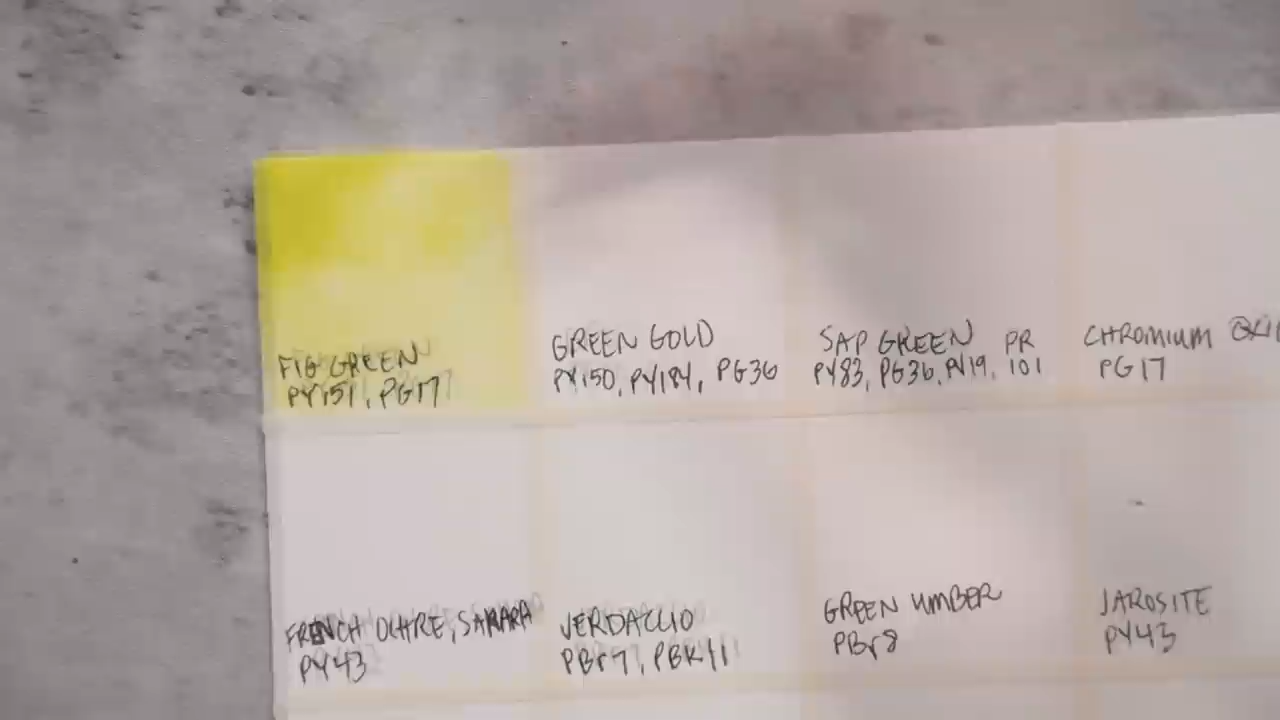 FIG GREEN
PY151, PG17
GREEN GOLD
PY150, PY184, PG36
SAP GREEN PR
PY83, PG36, PV19, 101
CHROMIUM OXI
PG17
FRENCH OCHRE, SAHARA
PY43
VERDACCIO
PBr7, PBK11
GREEN UMBER
PBr8
JAROSITE
PY43